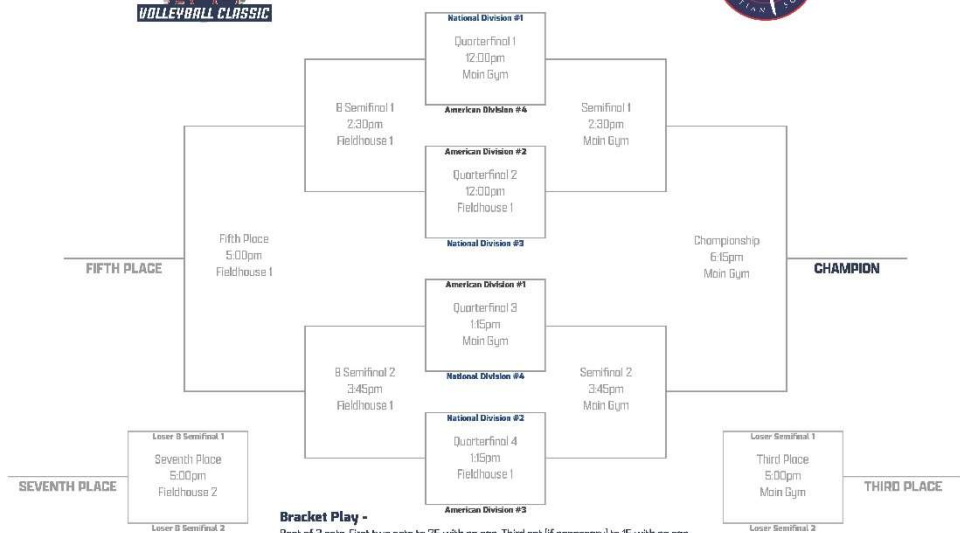 VOLLEYBALL CLASSIC
National Division #1
Quarterfinal 1
12:00pm
Main Gym
American Division #4
B Semifinal 1
2:30pm
Fieldhouse 1
Semifinal 1
2:30pm
Main Gym
American Division #2
Quarterfinal 2
12:00pm
Fieldhouse 1
National Division #3
Fifth Place
5:00pm
Fieldhouse 1
FIFTH PLACE
Championship
6:15pm
Main Gym
CHAMPION
American Division #1
Quarterfinal 3
1:15pm
Main Gym
National Division #4
B Semifinal 2
3:45pm
Fieldhouse 1
Semifinal 2
3:45pm
Main Gym
National Division #2
Quarterfinal 4
1:15pm
Fieldhouse 1
American Division #3
Loser B Semifinal 1
Seventh Place
5:00pm
Fieldhouse 2
Loser B Semifinal 2
SEVENTH PLACE
Loser Semifinal 1
Third Place
5:00pm
Main Gym
Loser Semifinal 2
THIRD PLACE
Bracket Play -